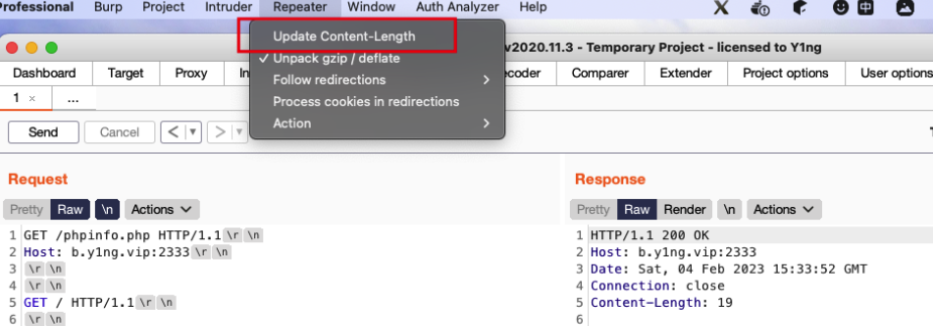 Professional Burp Project Intruder Repeater Window Auth Analyzer Help
Update Content-Length
v2020.11.3 - Temporary Project - licensed to Y1ng
✓ Unpack gzip / deflate
Dashboard Target Proxy In ecoder Comparer Extender Project options User options
Follow redirections >
1 × ...
Process cookies in redirections
Send Cancel < | ▼ > | ▼
Action >
Request Response
Pretty Raw \n Actions Pretty Raw Render \n Actions
1 GET /phpinfo.php HTTP/1.1 \r \n
2 Host: b.y1ng.vip:2333 \r \n
3 \r \n
4 \r \n
5 GET / HTTP/1.1 \r \n
6 \r \n
1 HTTP/1.1 200 OK
2 Host: b.y1ng.vip:2333
3 Date: Sat, 04 Feb 2023 15:33:52 GMT
4 Connection: close
5 Content-Length: 19
6